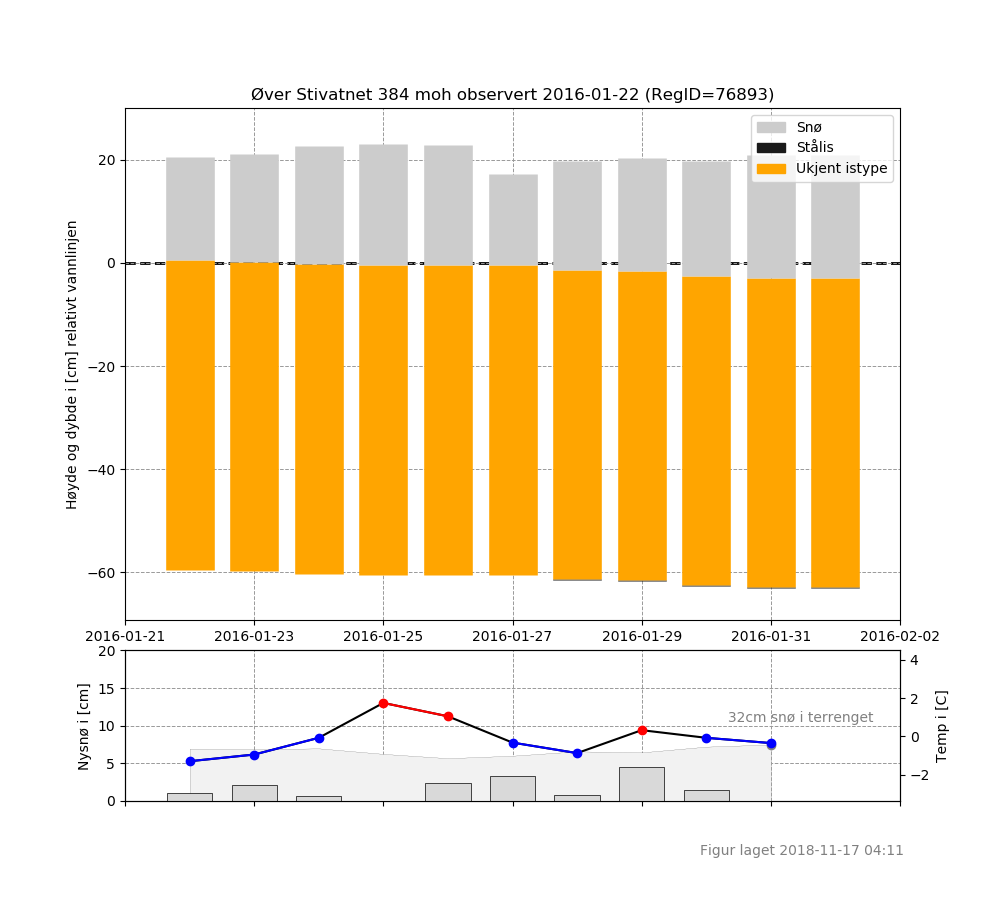 Øver Stivatnet 384 moh observert 2016-01-22 (RegID=76893)
Snø
Stålis
Ukjent istype
Høyde og dybde i [cm] relativt vannlinjen
20
0
−20
−40
−60
2016-01-21 2016-01-23 2016-01-25 2016-01-27 2016-01-29 2016-01-31 2016-02-02
Nysnø i [cm]
20
15
10
5
0
32cm snø i terrenget
4
2
0
−2
Temp i [C]
Figur laget 2018-11-17 04:11